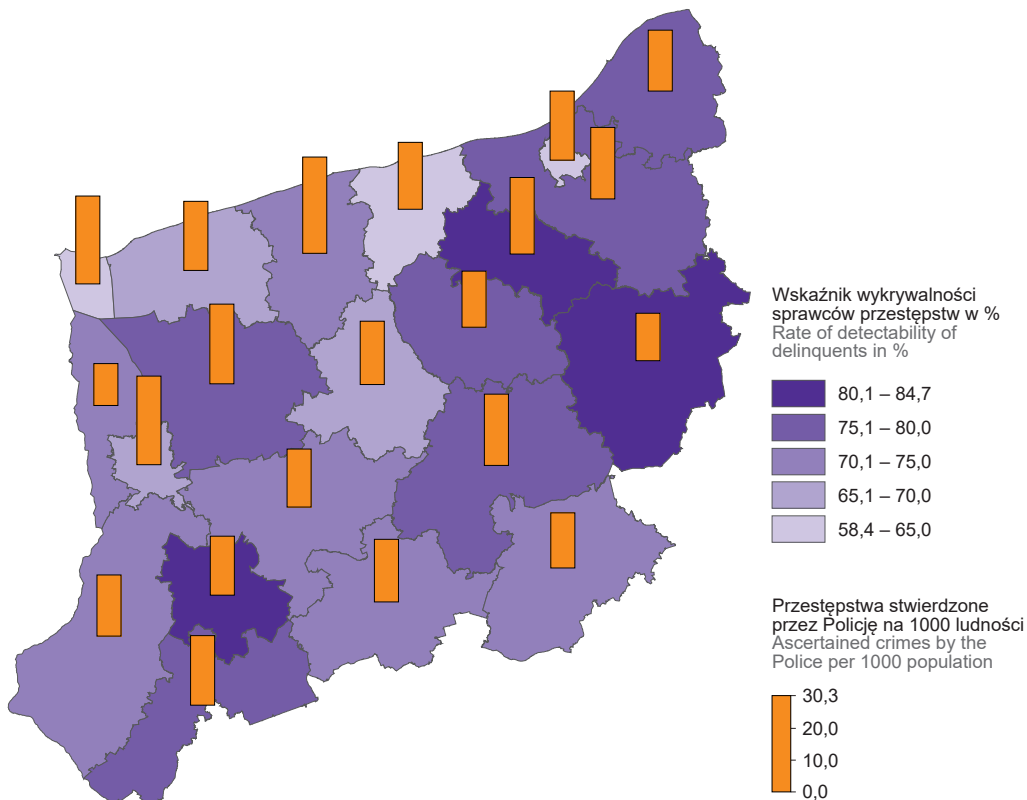 Wskaźnik wykrywalności
sprawców przestępstw w %
Rate of detectability of
delinquents in %
80,1 – 84,7
75,1 – 80,0
70,1 – 75,0
65,1 – 70,0
58,4 – 65,0
Przestępstwa stwierdzone
przez Policję na 1000 ludności
Ascertained crimes by the
Police per 1000 population
30,3
20,0
10,0
0,0